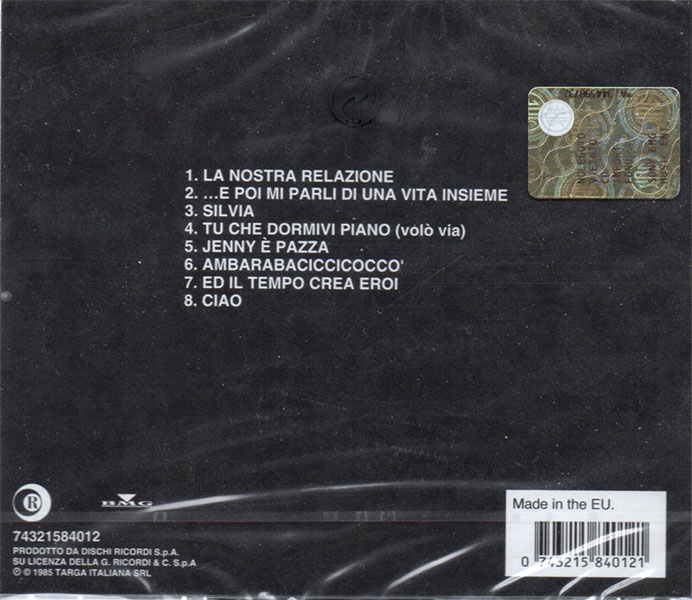 1. LA NOSTRA RELAZIONE
2. ...E POI MI PARLI DI UNA VITA INSIEME
3. SILVIA
4. TU CHE DORMIVI PIANO (volò via)
5. JENNY È PAZZA
6. AMBARABACICCICOCCO'
7. ED IL TEMPO CREA EROI
8. CIAO
R
BMG
74321584012
PRODOTTO DA DISCHI RICORDI S.p.A.
SU LICENZA DELLA G. RICORDI & C. S.p.A
℗ © 1985 TARGA ITALIANA SRL
Made in the EU.
0 743215 840121